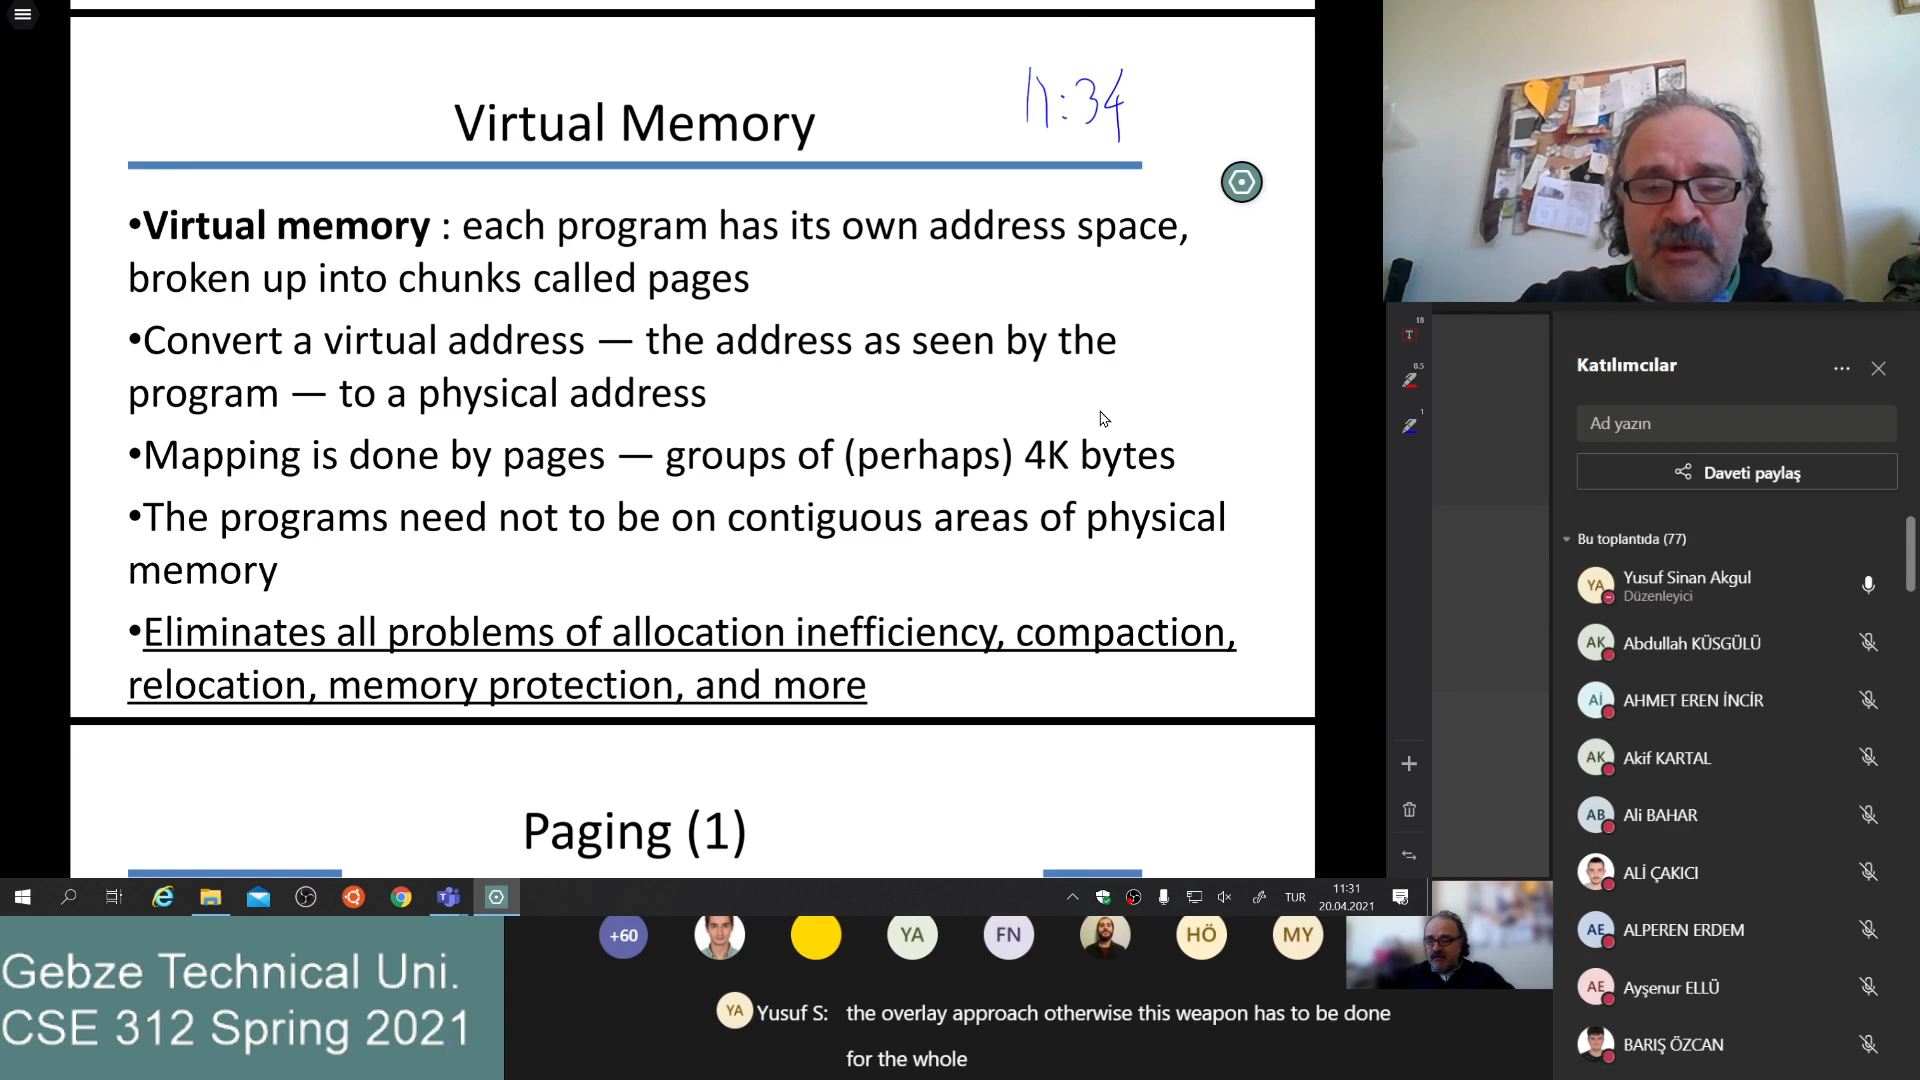 Virtual Memory
11:34
•Virtual memory : each program has its own address space,
broken up into chunks called pages
•Convert a virtual address — the address as seen by the
program — to a physical address
•Mapping is done by pages — groups of (perhaps) 4K bytes
•The programs need not to be on contiguous areas of physical
memory
•Eliminates all problems of allocation inefficiency, compaction,
relocation, memory protection, and more
Paging (1)
18
T
0.5
1
Katılımcılar
Ad yazın
Daveti paylaş
Bu toplantıda (77)
YA Yusuf Sinan Akgul
Düzenleyici
AK Abdullah KÜSGÜLÜ
Aİ AHMET EREN İNCİR
AK Akif KARTAL
AB Ali BAHAR
ALİ ÇAKICI
AE ALPEREN ERDEM
AE Ayşenur ELLÜ
BARIŞ ÖZCAN
TUR
11:31
20.04.2021
+60
YA
FN
HÖ
MY
Gebze Technical Uni.
CSE 312 Spring 2021
YA Yusuf S: the overlay approach otherwise this weapon has to be done
for the whole